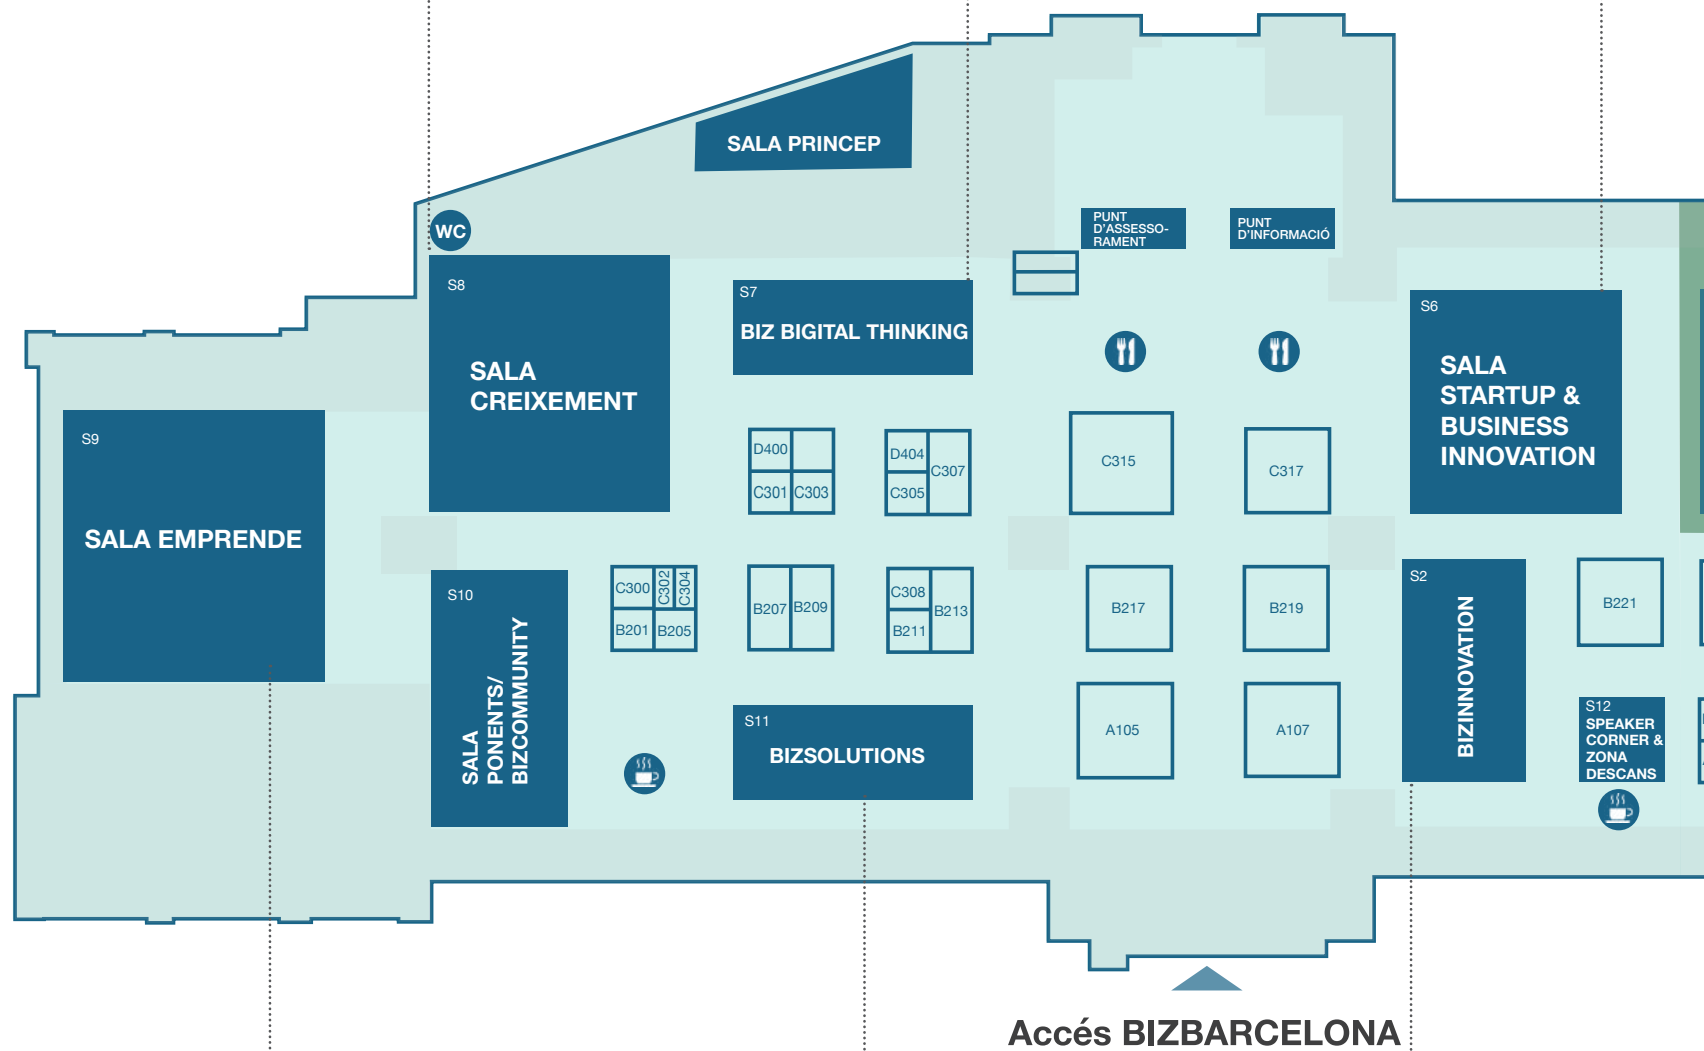 SALA PRINCEP
WC
PUNT
D'ASSESSO-
RAMENT
PUNT
D'INFORMACIÓ
S8
SALA
CREIXEMENT
S7
BIZ BIGITAL THINKING
S6
SALA
STARTUP &
BUSINESS
INNOVATION
S9
SALA EMPRENDE
D400
C301 C303
D404
C305
C307
C315
C317
S10
SALA
PONENTS/
BIZCOMMUNITY
C300
C302
C304
B201 B205
B207 B209
C308
B211
B213
B217
B219
S2
BIZINNOVATION
B221
S11
BIZSOLUTIONS
A105
A107
S12
SPEAKER
CORNER &
ZONA
DESCANS
Accés BIZBARCELONA